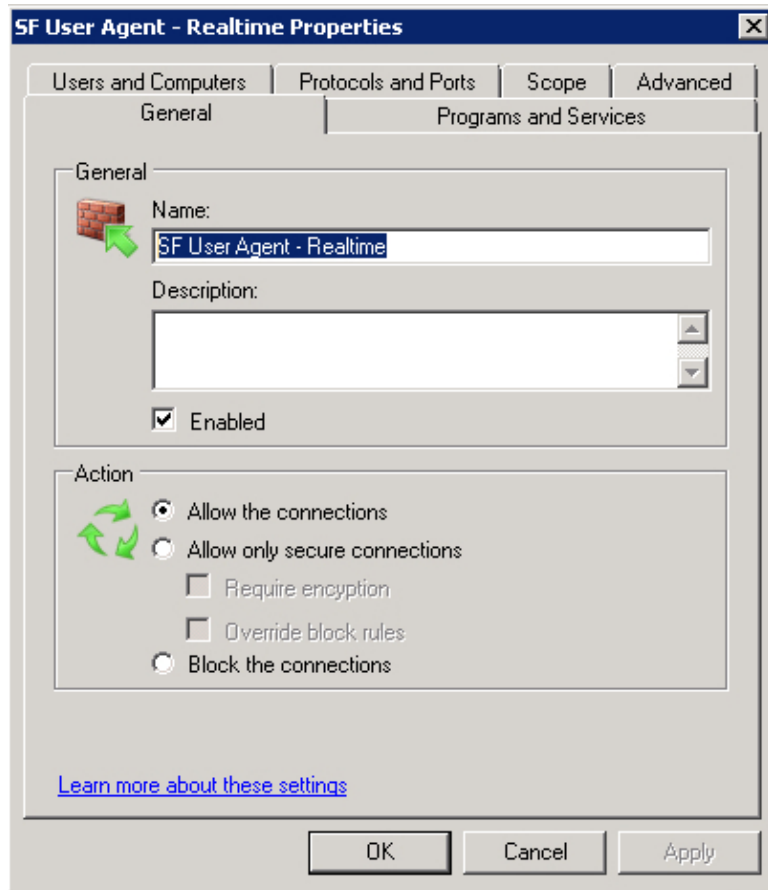 SF User Agent - Realtime Properties
Users and Computers Protocols and Ports Scope Advanced
General Programs and Services
General
Name:
SF User Agent - Realtime
Description:
Enabled
Action
Allow the connections
Allow only secure connections
Require encyption
Override block rules
Block the connections
Learn more about these settings
OK Cancel Apply